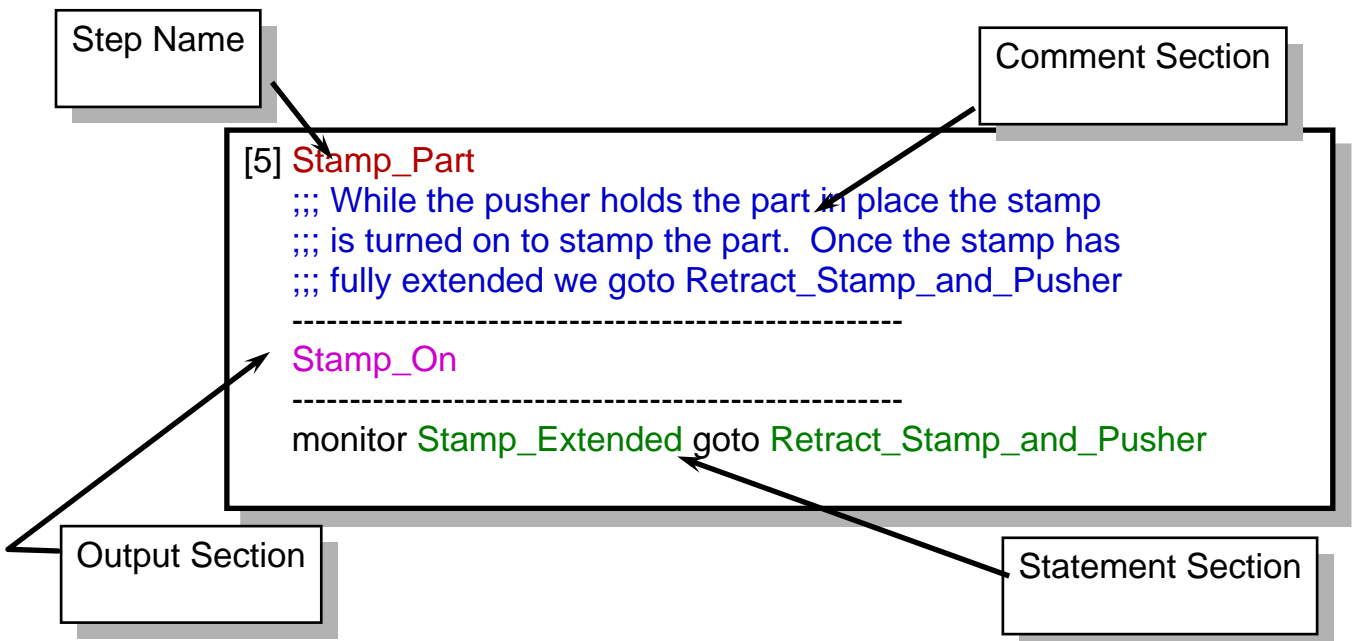 Step Name
Comment Section
[5] Stamp_Part
;;; While the pusher holds the part in place the stamp
;;; is turned on to stamp the part.  Once the stamp has
;;; fully extended we goto Retract_Stamp_and_Pusher
-----------------------------------------------------
Stamp_On
-----------------------------------------------------
monitor Stamp_Extended goto Retract_Stamp_and_Pusher
Output Section
Statement Section